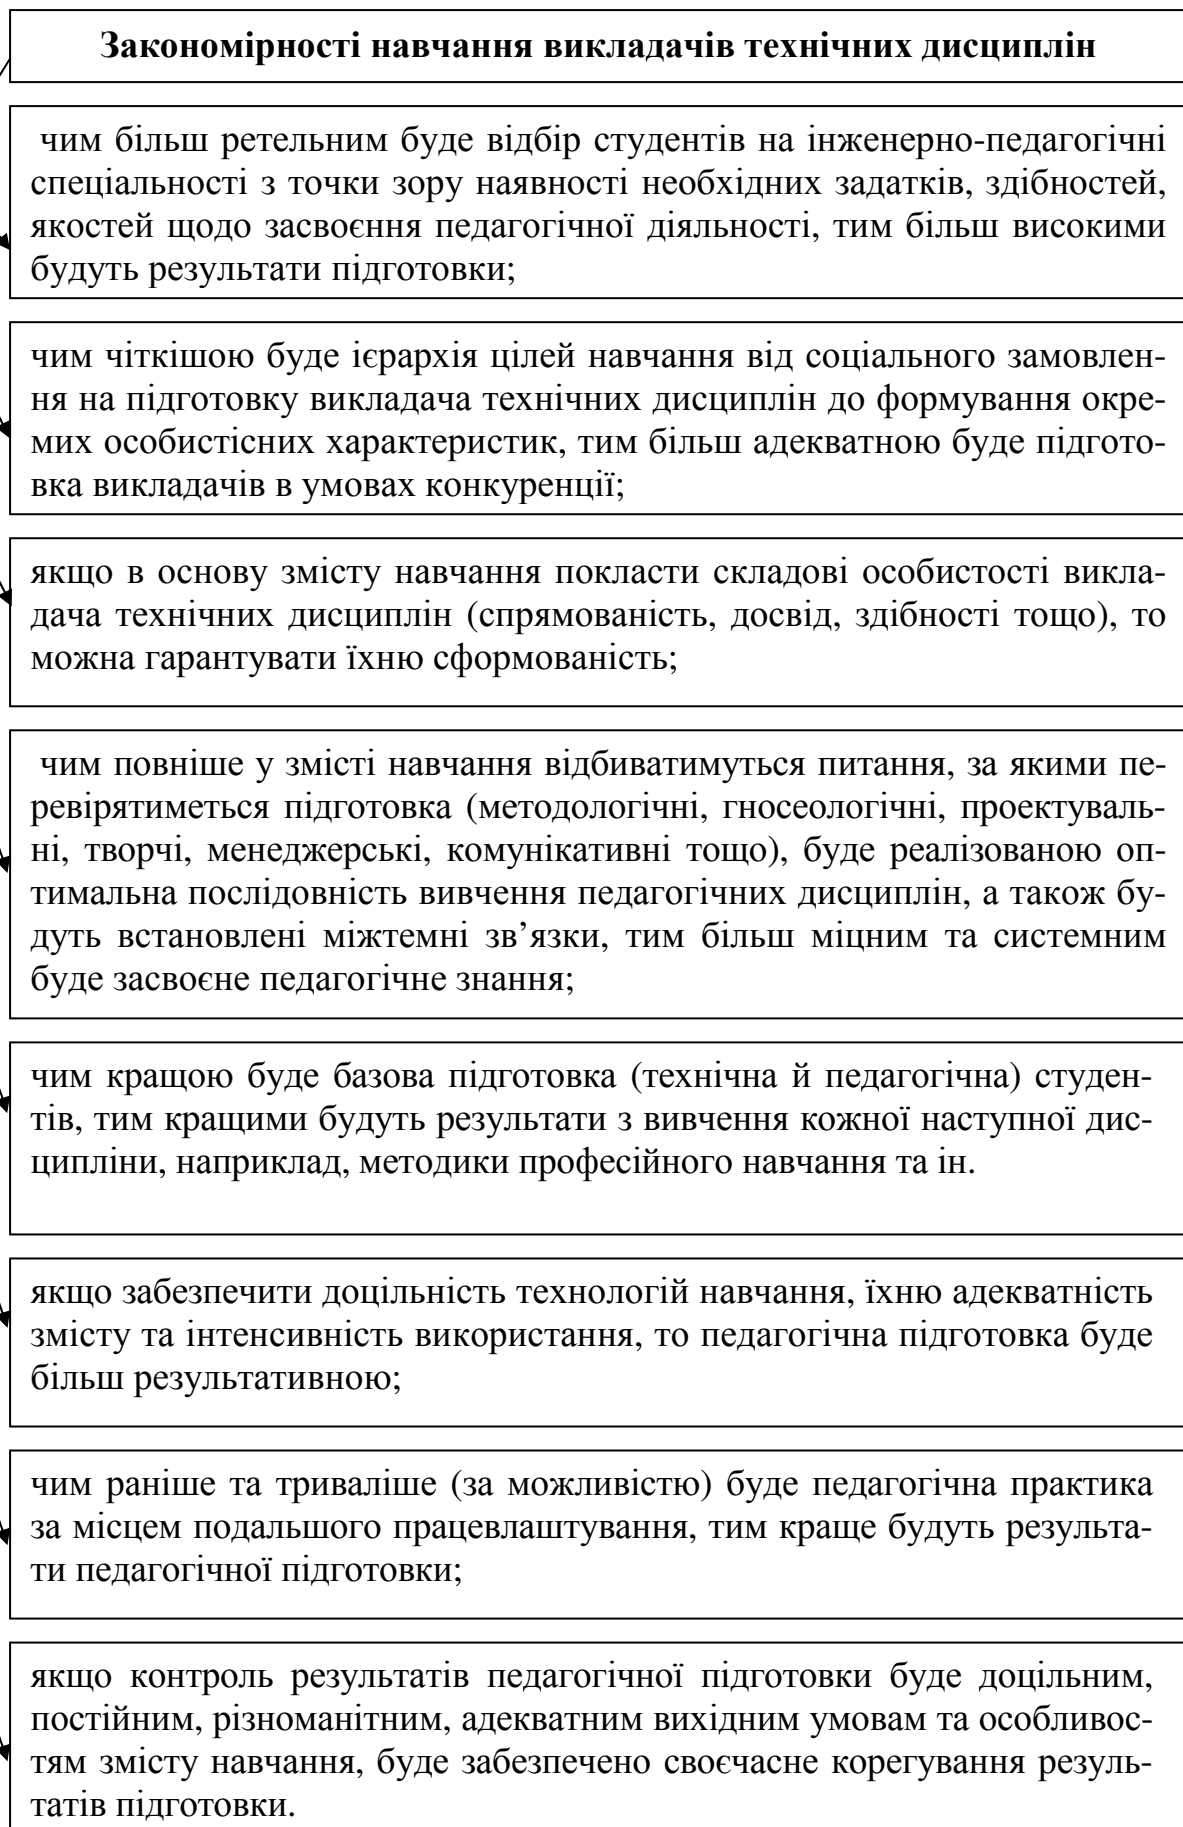 Закономірності навчання викладачів технічних дисциплін
чим більш ретельним буде відбір студентів на інженерно-педагогічні
спеціальності з точки зору наявності необхідних задатків, здібностей,
якостей щодо засвоєння педагогічної діяльності, тим більш високими
будуть результати підготовки;
чим чіткішою буде ієрархія цілей навчання від соціального замовлен-
ня на підготовку викладача технічних дисциплін до формування окре-
мих особистісних характеристик, тим більш адекватною буде підгото-
вка викладачів в умовах конкуренції;
якщо в основу змісту навчання покласти складові особистості викла-
дача технічних дисциплін (спрямованість, досвід, здібності тощо), то
можна гарантувати їхню сформованість;
чим повніше у змісті навчання відбиватимуться питання, за якими пе-
ревірятиметься підготовка (методологічні, гносеологічні, проектуваль-
ні, творчі, менеджерські, комунікативні тощо), буде реалізованою оп-
тимальна послідовність вивчення педагогічних дисциплін, а також бу-
дуть встановлені міжтемні зв’язки, тим більш міцним та системним
буде засвоєне педагогічне знання;
чим кращою буде базова підготовка (технічна й педагогічна) студен-
тів, тим кращими будуть результати з вивчення кожної наступної дис-
ципліни, наприклад, методики професійного навчання та ін.
якщо забезпечити доцільність технологій навчання, їхню адекватність
змісту та інтенсивність використання, то педагогічна підготовка буде
більш результативною;
чим раніше та триваліше (за можливістю) буде педагогічна практика
за місцем подальшого працевлаштування, тим краще будуть результа-
ти педагогічної підготовки;
якщо контроль результатів педагогічної підготовки буде доцільним,
постійним, різноманітним, адекватним вихідним умовам та особливос-
тям змісту навчання, буде забезпечено своєчасне корегування резуль-
татів підготовки.